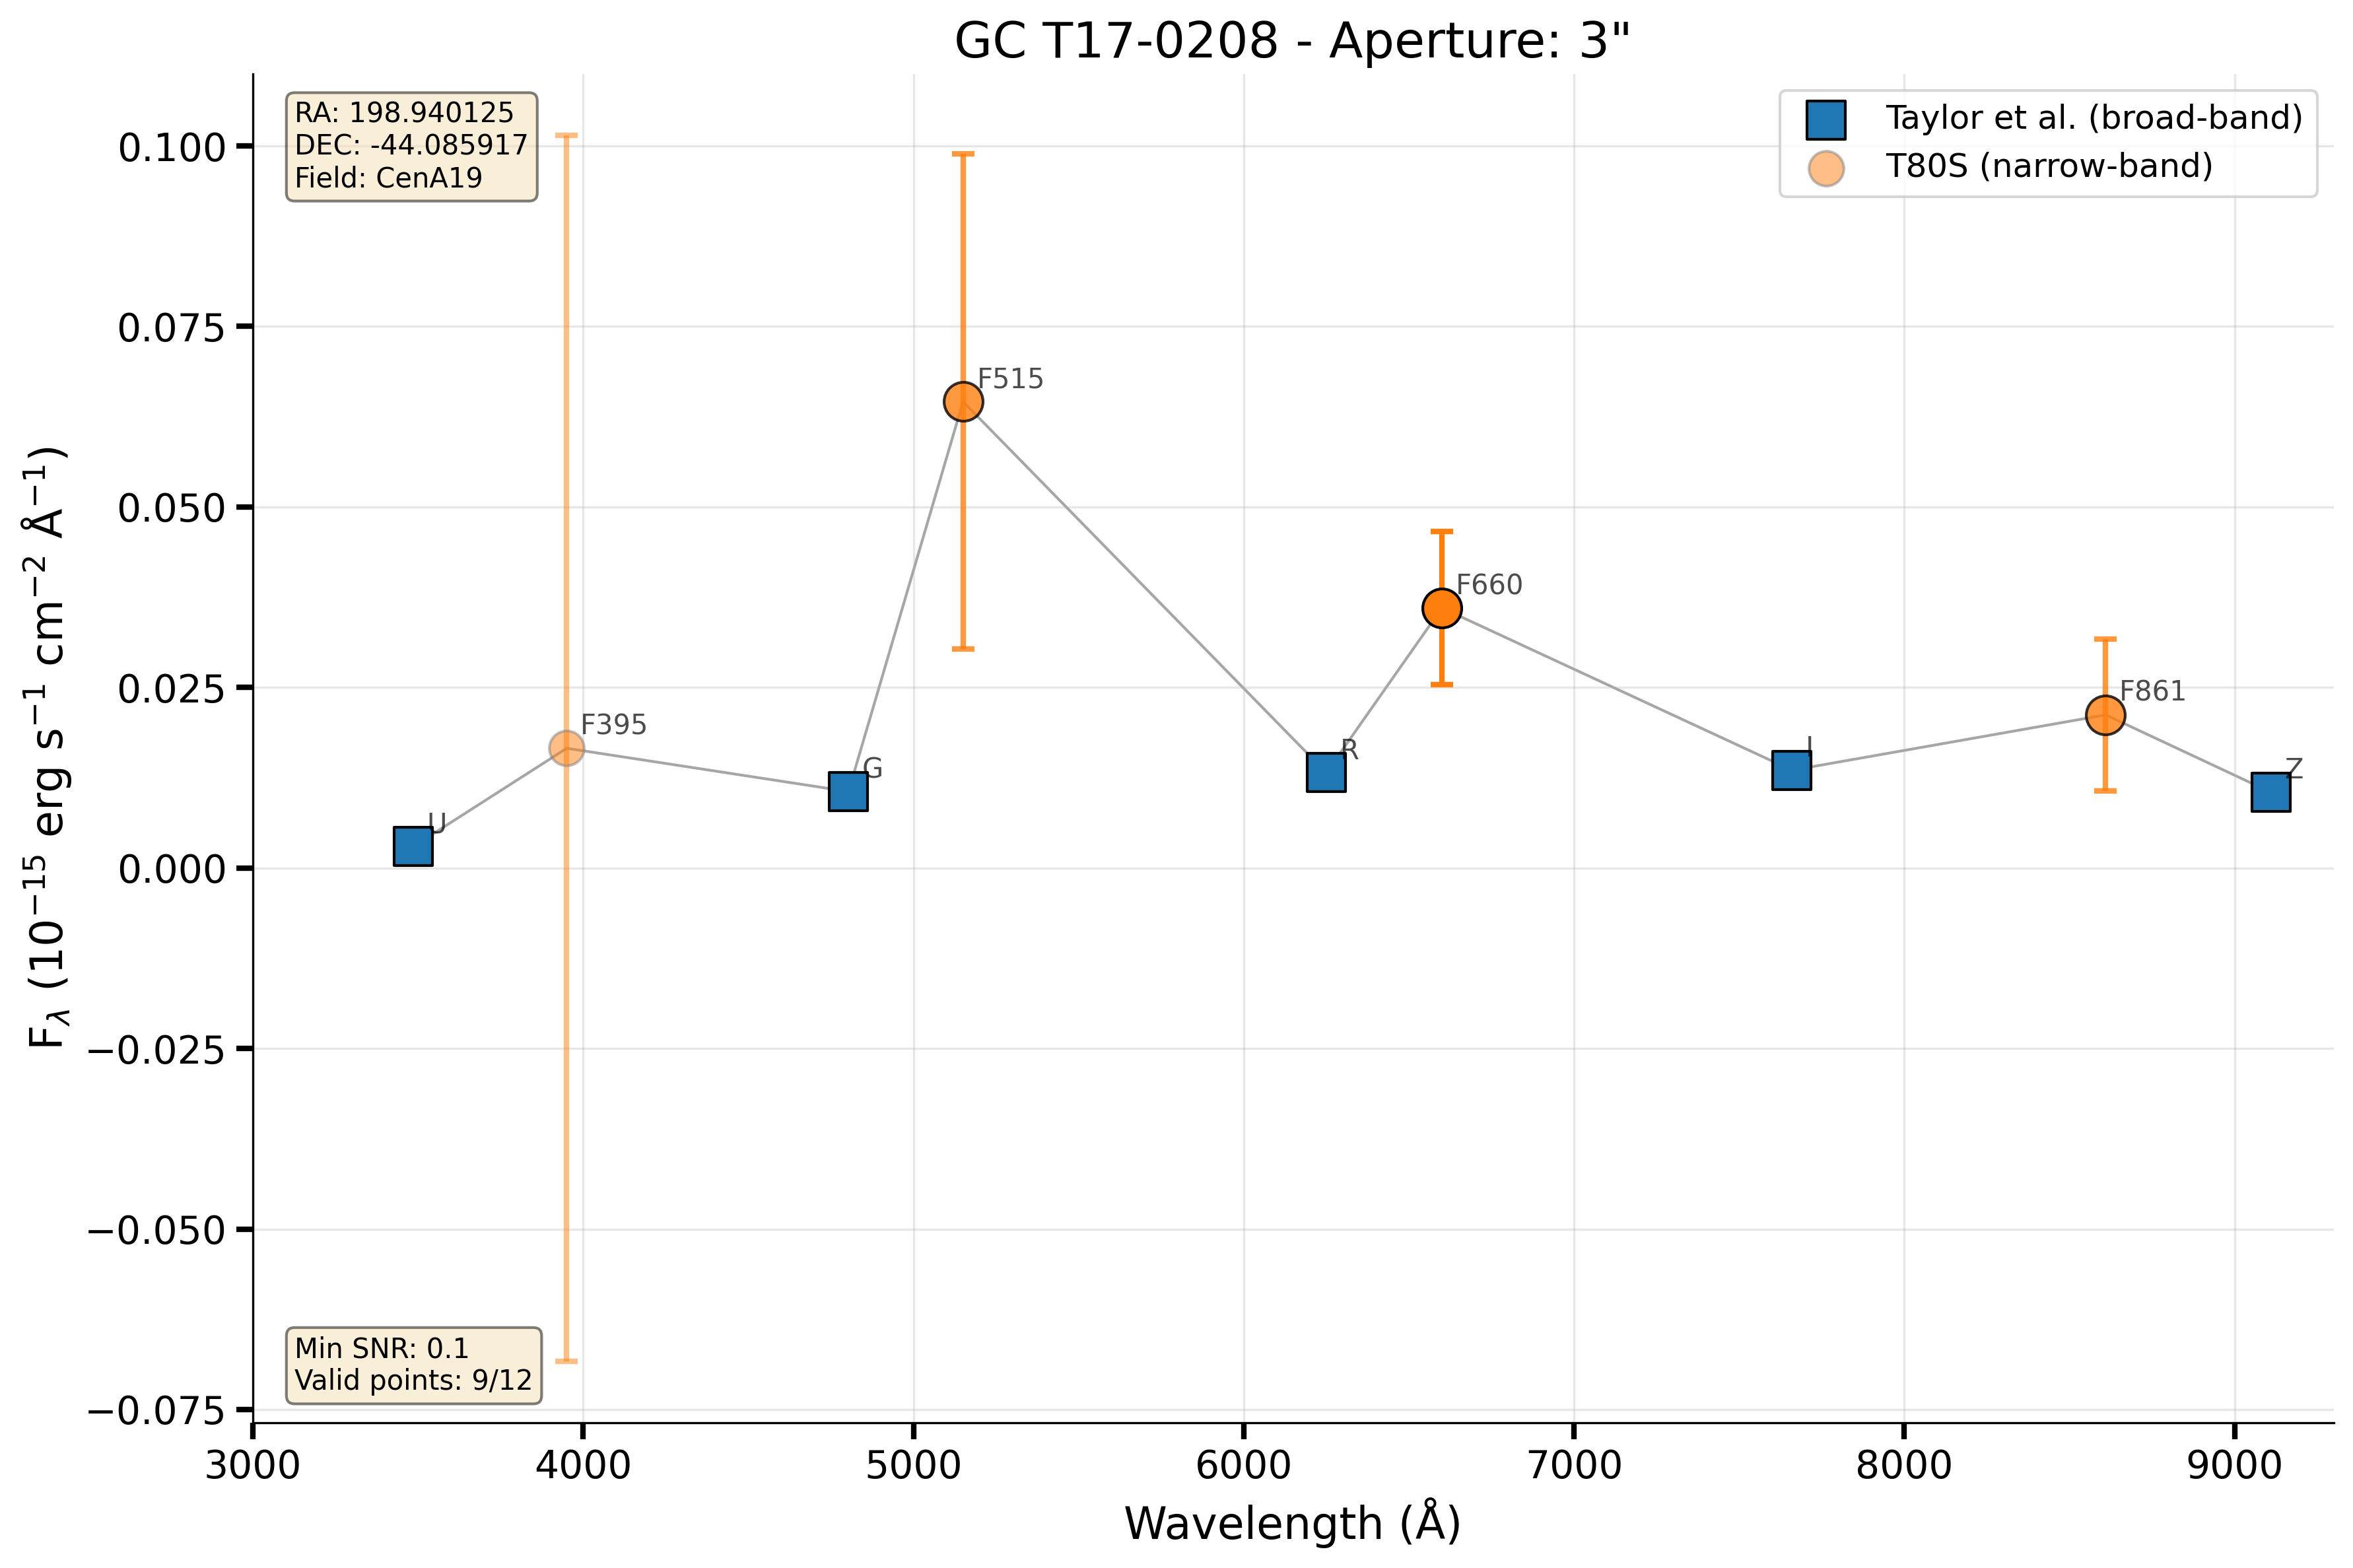 GC T17-0208 - Aperture: 3"
RA: 198.940125
DEC: -44.085917
Field: CenA19
Taylor et al. (broad-band)
T80S (narrow-band)
0.100
0.075
0.050
0.025
0.000
−0.025
−0.050
−0.075
F515
F660
F861
F395
R
I
G
Z
U
Min SNR: 0.1
Valid points: 9/12
3000 4000 5000 6000 7000 8000 9000
Wavelength (Å)
Fλ (10⁻¹⁵ erg s⁻¹ cm⁻² Å⁻¹)